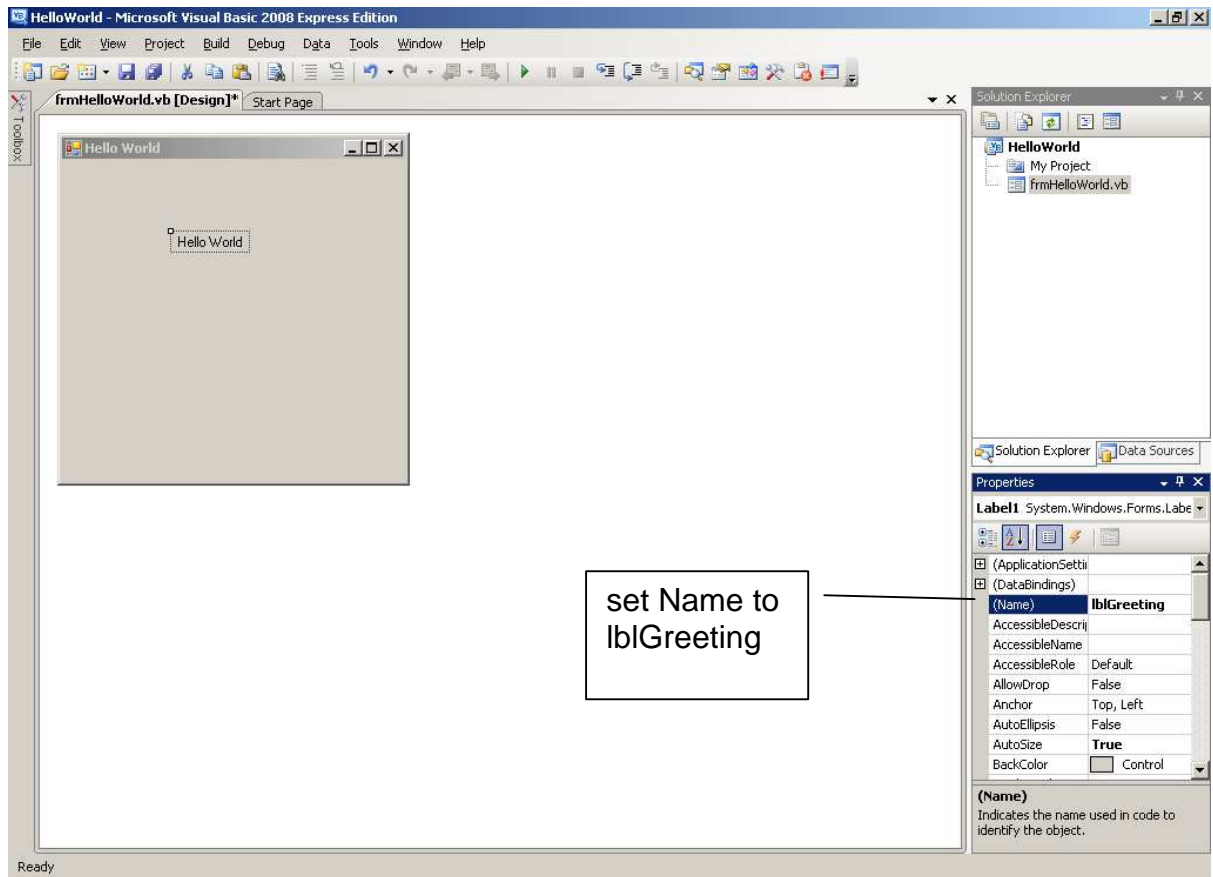 HelloWorld - Microsoft Visual Basic 2008 Express Edition
File Edit View Project Build Debug Data Tools Window Help
frmHelloWorld.vb [Design]* Start Page
Toolbox
Hello World
Hello World
Solution Explorer
HelloWorld
My Project
frmHelloWorld.vb
Solution Explorer Data Sources
Properties
Label1 System.Windows.Forms.Labe
(ApplicationSetti
(DataBindings)
(Name) lblGreeting
AccessibleDescrij
AccessibleName
AccessibleRole Default
AllowDrop False
Anchor Top, Left
AutoEllipsis False
AutoSize True
BackColor Control
(Name)
Indicates the name used in code to
identify the object.
set Name to
lblGreeting
Ready